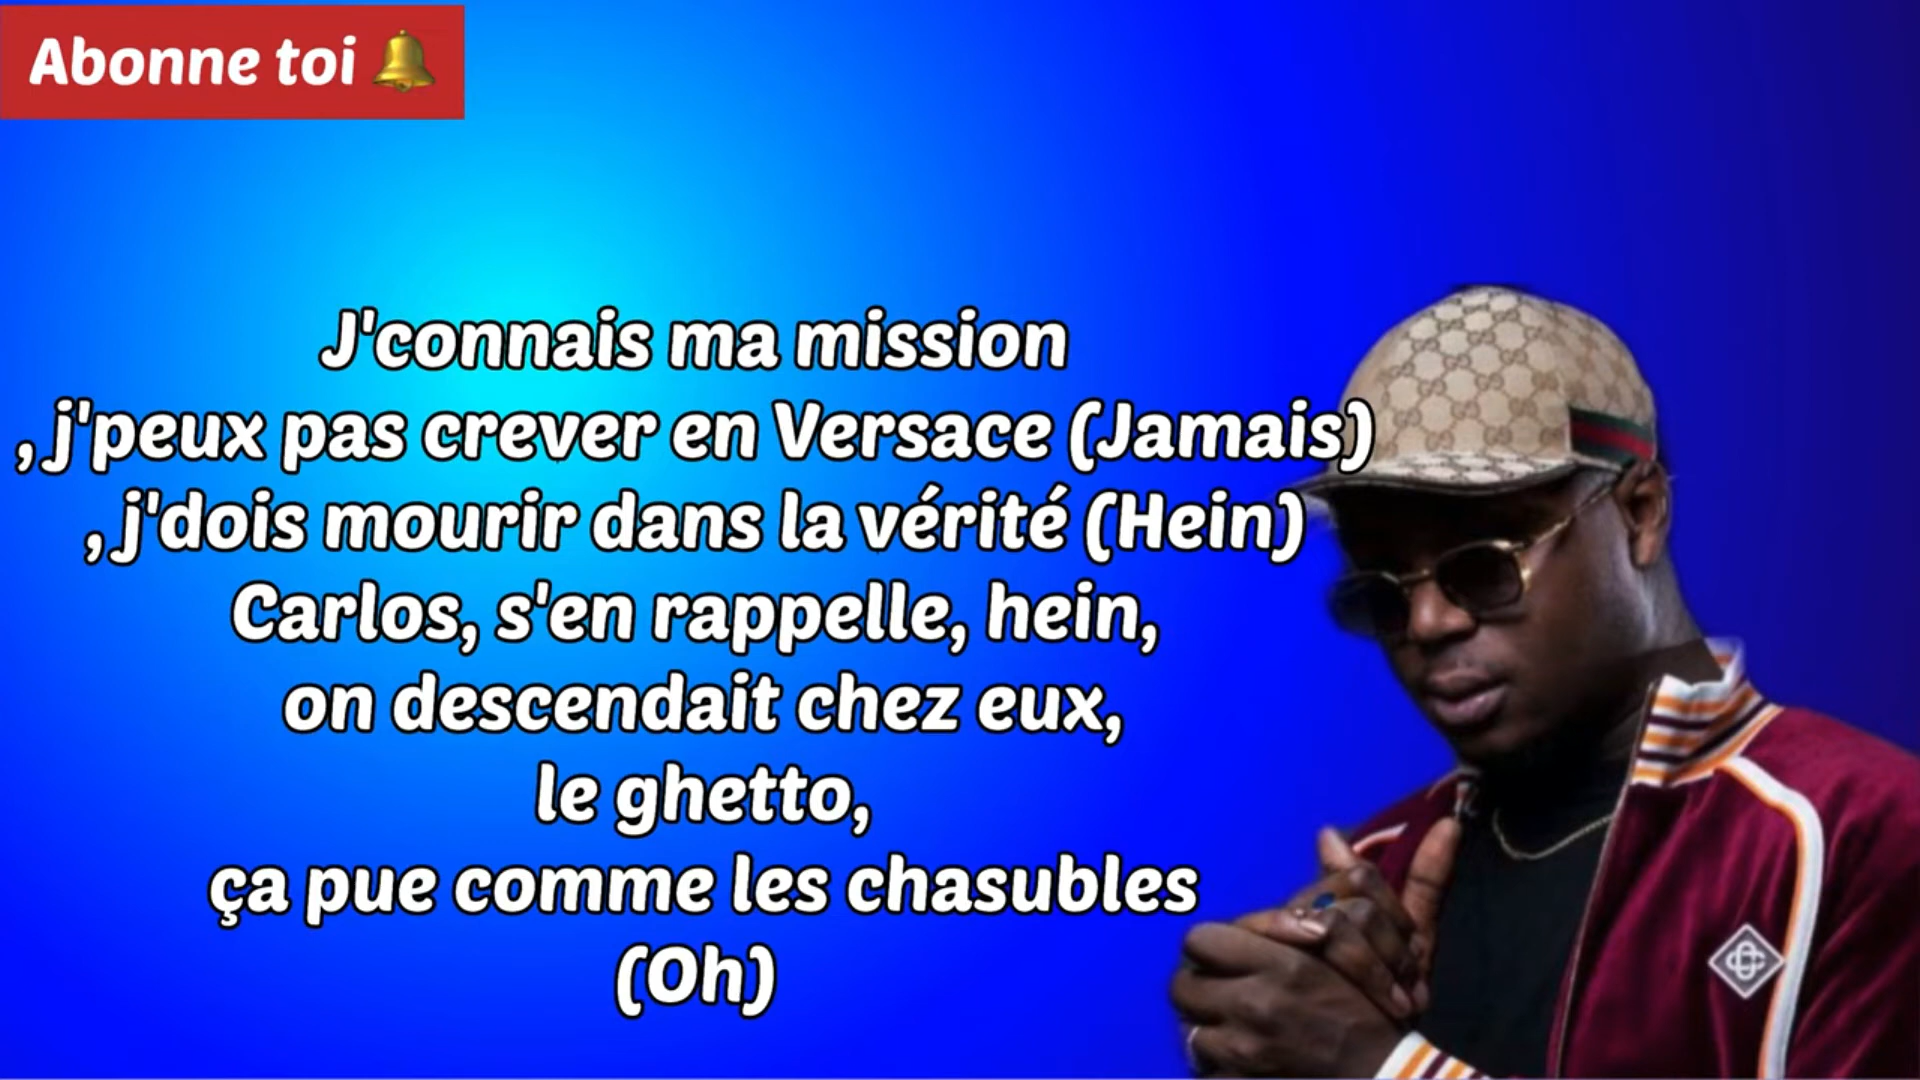 Abonne toi 🔔
J'connais ma mission
, j'peux pas crever en Versace (Jamais)
, j'dois mourir dans la vérité (Hein)
Carlos, s'en rappelle, hein,
on descendait chez eux,
le ghetto,
ça pue comme les chasubles
(Oh)